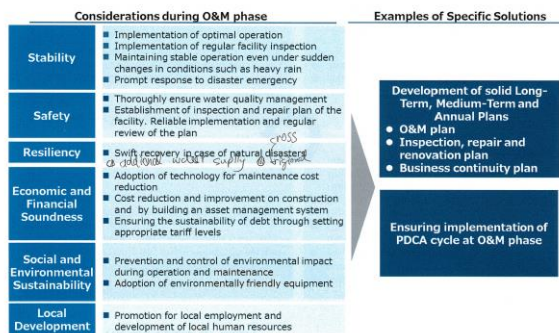 Considerations during O&M phase
Examples of Specific Solutions
Stability
■ Implementation of optimal operation
■ Implementation of regular facility inspection
■ Maintaining stable operation even under sudden
changes in conditions such as heavy rain
■ Prompt response to disaster emergency
Safety
■ Thoroughly ensure water quality management
■ Establishment of inspection and repair plan of the
facility. Reliable implementation and regular
review of the plan
Resiliency
■ Swift recovery in case of natural disasters
additional water supply
Economic and
Financial
Soundness
■ Adoption of technology for maintenance cost
reduction
■ Cost reduction and improvement on construction
and by building an asset management system
■ Ensuring the sustainability of debt through setting
appropriate tariff levels
Social and
Environmental
Sustainability
■ Prevention and control of environmental impact
during operation and maintenance
■ Adoption of environmentally friendly equipment
Local
Development
■ Promotion for local employment and
development of local human resources
Development of solid Long-
Term, Medium-Term and
Annual Plans
● O&M plan
● Inspection, repair and
renovation plan
● Business continuity plan
Ensuring implementation of
PDCA cycle at O&M phase